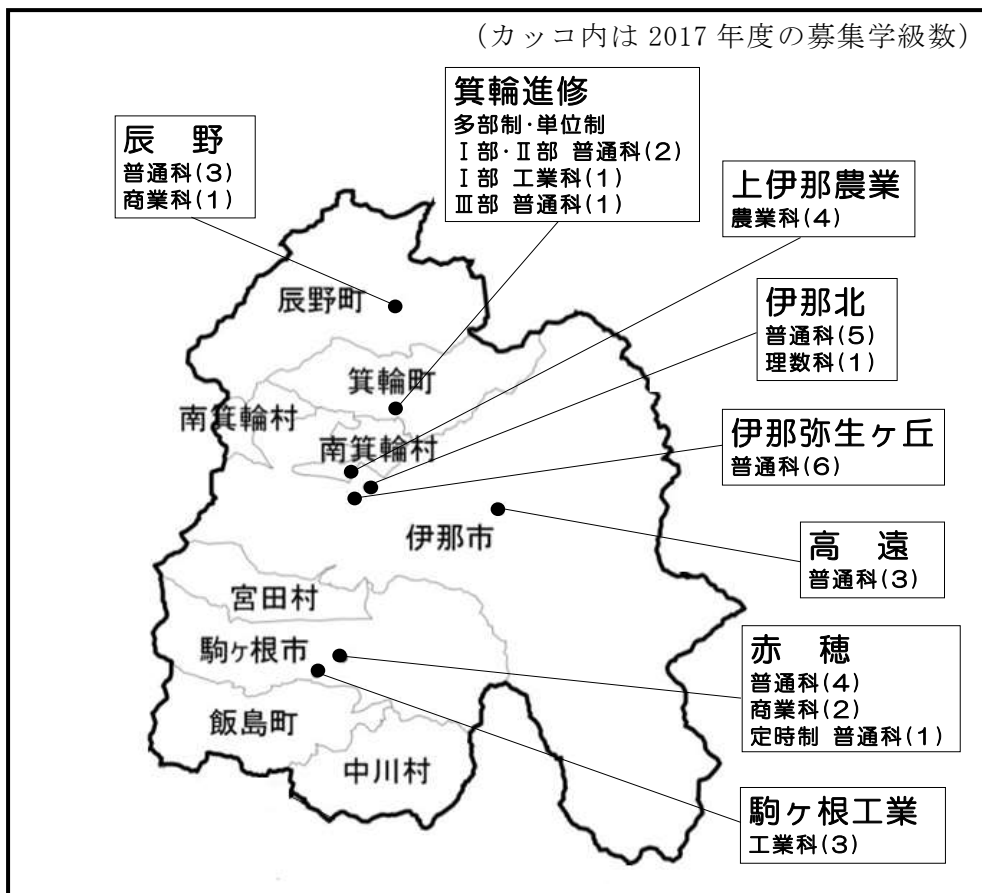 (カッコ内は 2017 年度の募集学級数)
辰 野
普通科(3)
商業科(1)
箕輪進修
多部制・単位制
Ⅰ部・Ⅱ部 普通科(2)
Ⅰ部 工業科(1)
Ⅲ部 普通科(1)
上伊那農業
農業科(4)
伊那北
普通科(5)
理数科(1)
伊那弥生ヶ丘
普通科(6)
高 遠
普通科(3)
赤 穂
普通科(4)
商業科(2)
定時制 普通科(1)
駒ヶ根工業
工業科(3)
辰野町
箕輪町
南箕輪村
南箕輪村
伊那市
宮田村
駒ヶ根市
飯島町
中川村